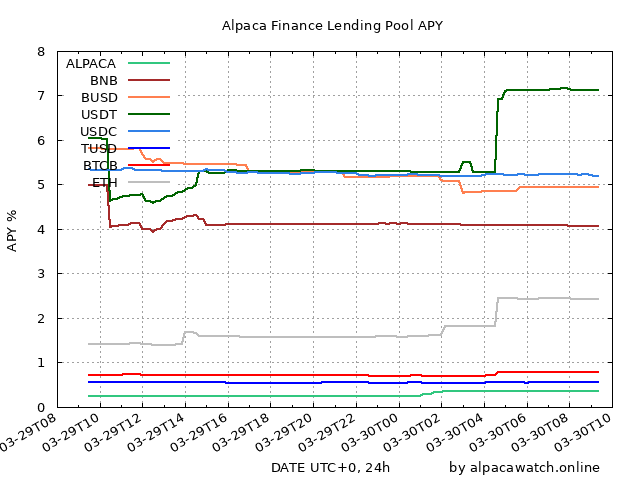 Alpaca Finance Lending Pool APY
8
7
6
5
4
3
2
1
0
APY %
ALPACA
BNB
BUSD
USDT
USDC
TUSD
BTCB
ETH
03-29T08
03-29T10
03-29T12
03-29T14
03-29T16
03-29T18
03-29T20
03-29T22
03-30T00
03-30T02
03-30T04
03-30T06
03-30T08
03-30T10
DATE UTC+0, 24h
by alpacawatch.online